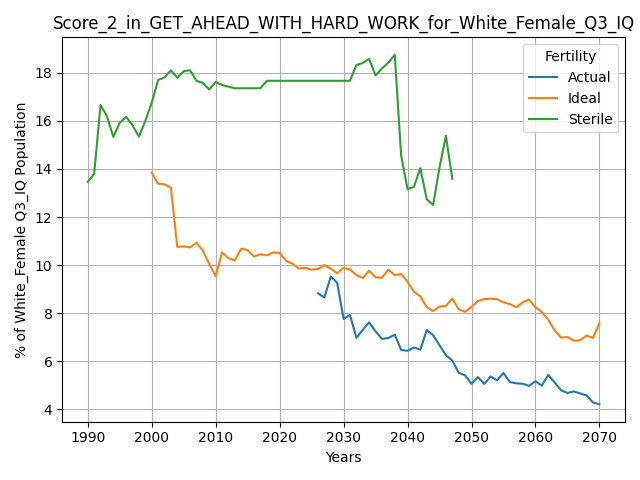 Score_2_in_GET_AHEAD_WITH_HARD_WORK_for_White_Female_Q3_IQ
% of White_Female Q3_IQ Population
18
16
14
12
10
8
6
4
Fertility
Actual
Ideal
Sterile
1990 2000 2010 2020 2030 2040 2050 2060 2070
Years